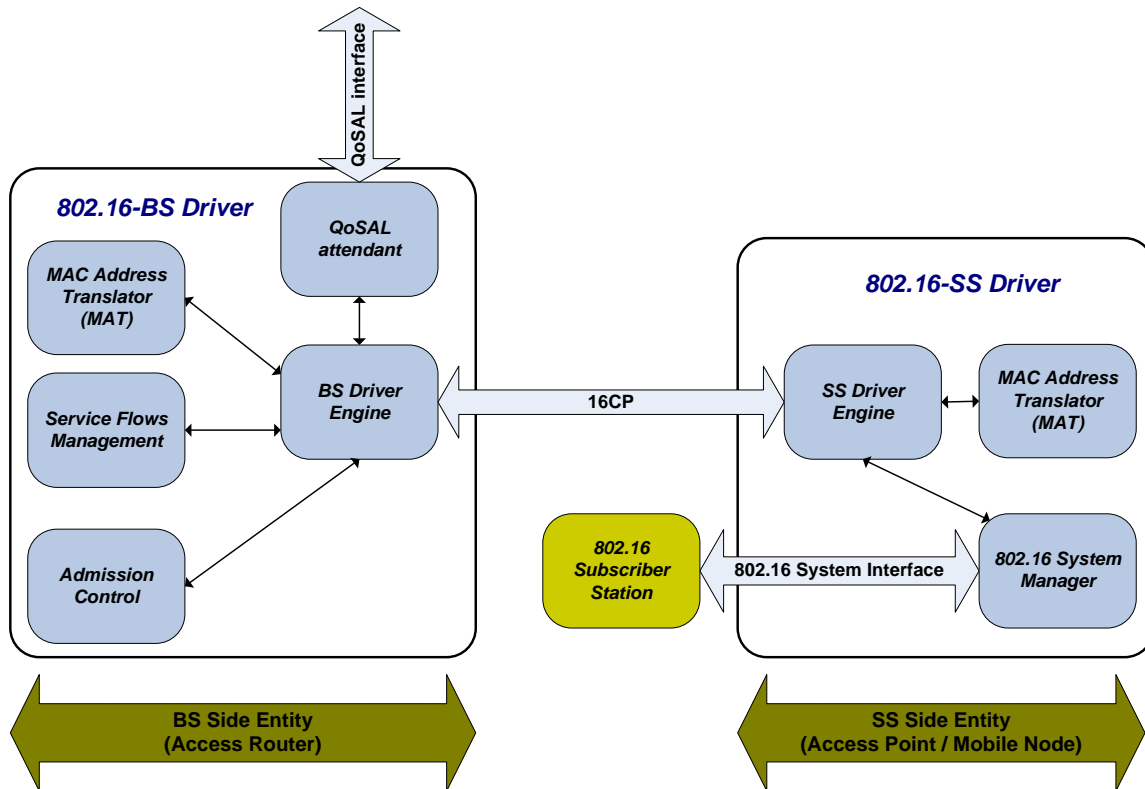 QoSAL interface
802.16-BS Driver
QoSAL
attendant
MAC Address
Translator
(MAT)
BS Driver
Engine
Service Flows
Management
Admission
Control
16CP
802.16-SS Driver
SS Driver
Engine
MAC Address
Translator
(MAT)
802.16
Subscriber
Station
802.16 System Interface
802.16 System
Manager
BS Side Entity
(Access Router)
SS Side Entity
(Access Point / Mobile Node)